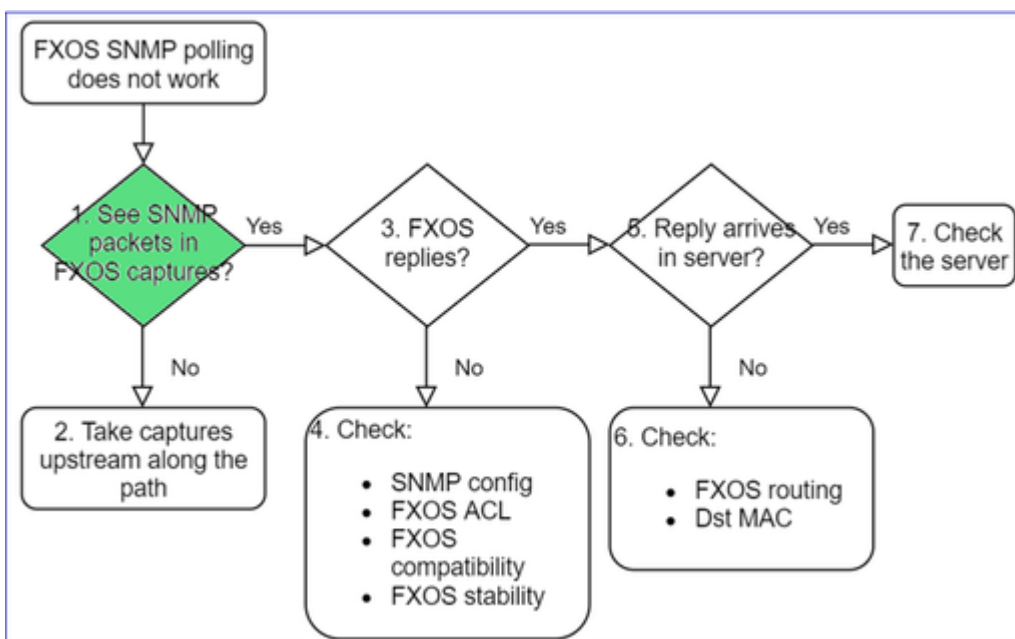 FXOS SNMP polling
does not work
1. See SNMP
packets in
FXOS captures?
Yes
3. FXOS
replies?
Yes
5. Reply arrives
in server?
Yes
7. Check
the server
No
No
No
2. Take captures
upstream along the
path
4. Check:
• SNMP config
• FXOS ACL
• FXOS
compatibility
• FXOS stability
6. Check:
• FXOS routing
• Dst MAC